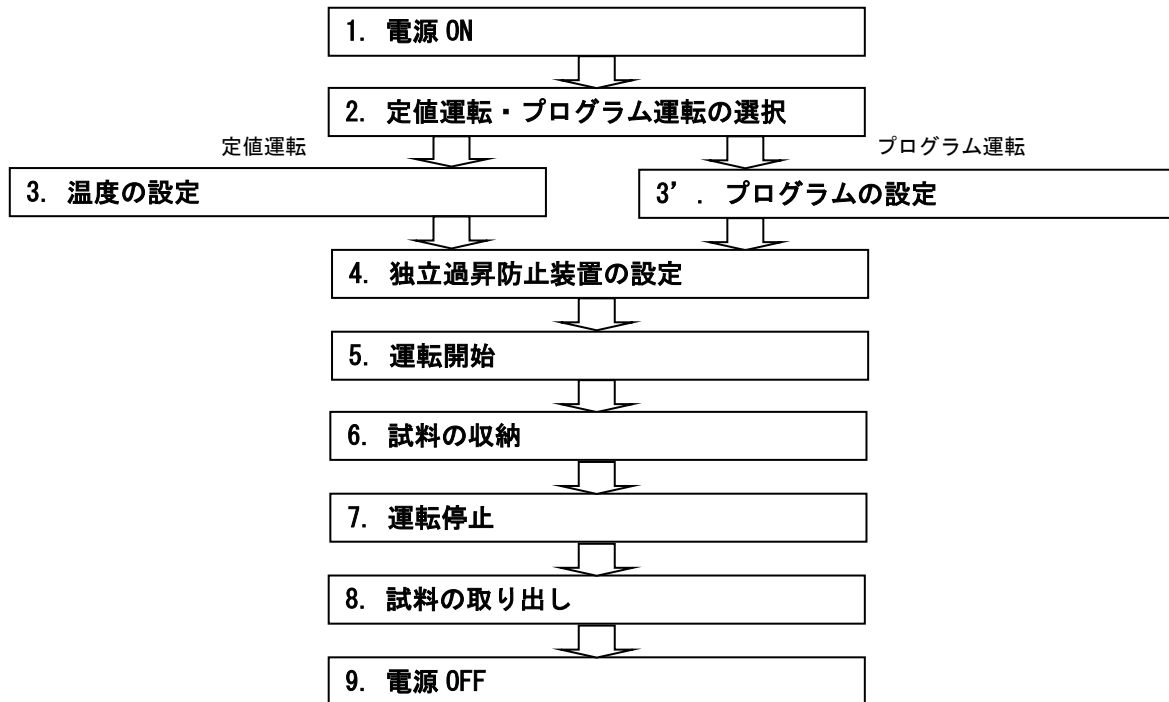 1. 電源 ON
2. 定値運転・プログラム運転の選択
定値運転
プログラム運転
3. 温度の設定
3’. プログラムの設定
4. 独立過昇防止装置の設定
5. 運転開始
6. 試料の収納
7. 運転停止
8. 試料の取り出し
9. 電源 OFF